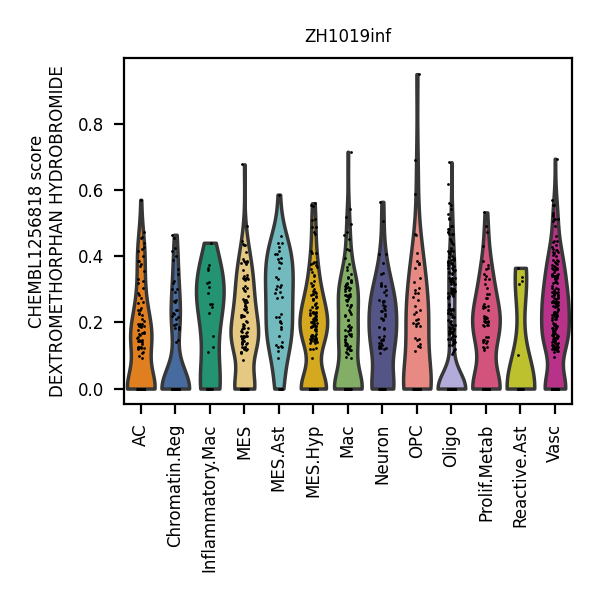 ZH1019inf
CHEMBL1256818 score
DEXTROMETHORPHAN HYDROBROMIDE
0.8
0.6
0.4
0.2
0.0
AC
Chromatin.Reg
Inflammatory.Mac
MES
MES.Ast
MES.Hyp
Mac
Neuron
OPC
Oligo
Prolif.Metab
Reactive.Ast
Vasc